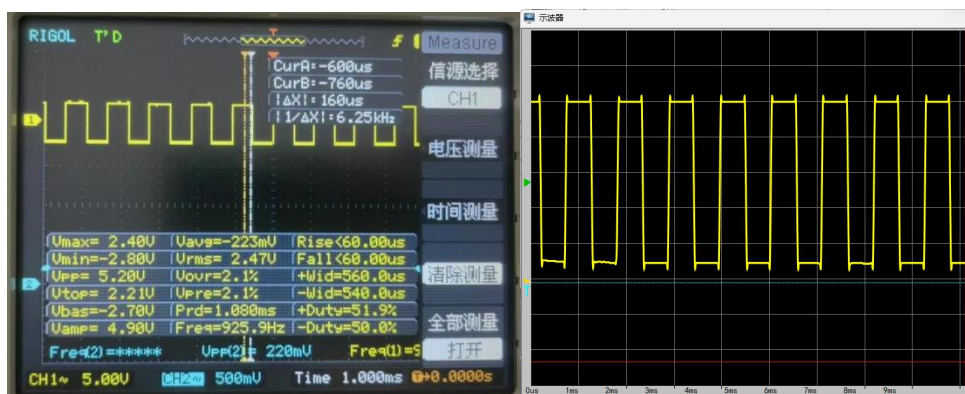 RIGOL T'D
Measure
CurA=-600us
CurB=-760us
|ΔX|=160us
|1/ΔX|=6.25kHz
信源选择
CH1
电压测量
时间测量
清除测量
全部测量
打开
1
2
Vmax= 2.40V Vavg=-223mV Rise<60.00us
Vmin=-2.80V Vrms= 2.47V Fall<60.00us
Vpp= 5.20V Vovr=2.1% +Wid=560.0us
Vtop= 2.21V Vpre=2.1% -Wid=540.0us
Vbas=-2.70V Prd=1.080ms +Duty=51.9%
Vamp= 4.90V Freq=925.9Hz -Duty=50.0%
Freq(2)=***** Vpp(2)= 220mV Freq(1)=
CH1~ 5.00V CH2~ 500mV Time 1.000ms T→0.0000s
示波器
T
0us 1ms 2ms 3ms 4ms 5ms 6ms 7ms 8ms 9ms